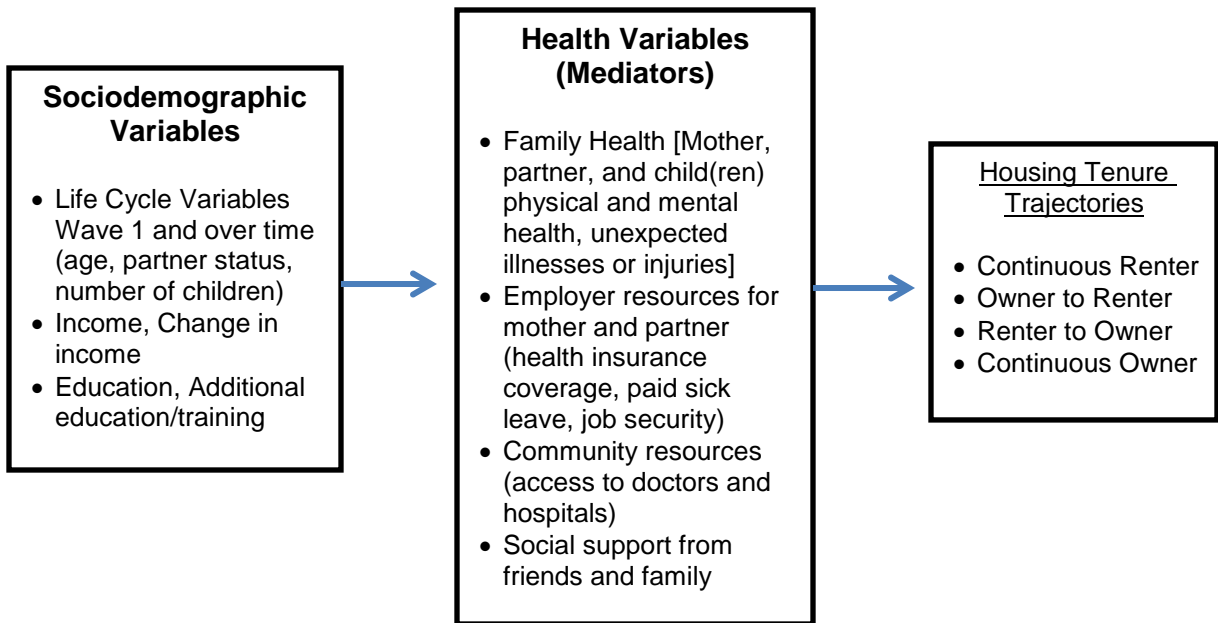 Sociodemographic
Variables
• Life Cycle Variables
Wave 1 and over time
(age, partner status,
number of children)
• Income, Change in
income
• Education, Additional
education/training
Health Variables
(Mediators)
• Family Health [Mother,
partner, and child(ren)
physical and mental
health, unexpected
illnesses or injuries]
• Employer resources for
mother and partner
(health insurance
coverage, paid sick
leave, job security)
• Community resources
(access to doctors and
hospitals)
• Social support from
friends and family
Housing Tenure
Trajectories
• Continuous Renter
• Owner to Renter
• Renter to Owner
• Continuous Owner